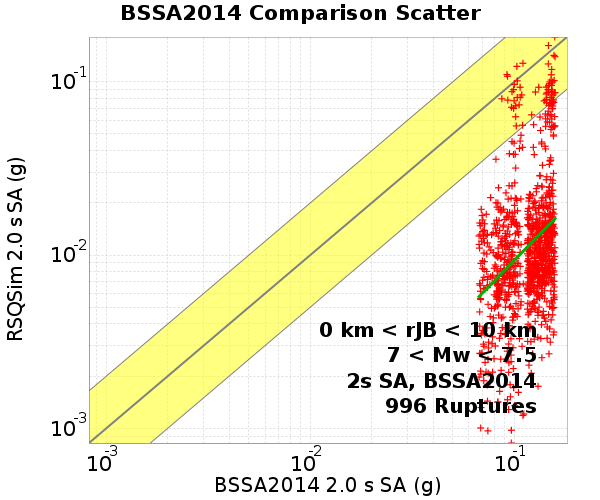 BSSA2014 Comparison Scatter
RSQSim 2.0 s SA (g)
10^-1
10^-2
10^-3
0 km < rJB < 10 km
7 < Mw < 7.5
2s SA, BSSA2014
996 Ruptures
10^-3 10^-2 10^-1
BSSA2014 2.0 s SA (g)